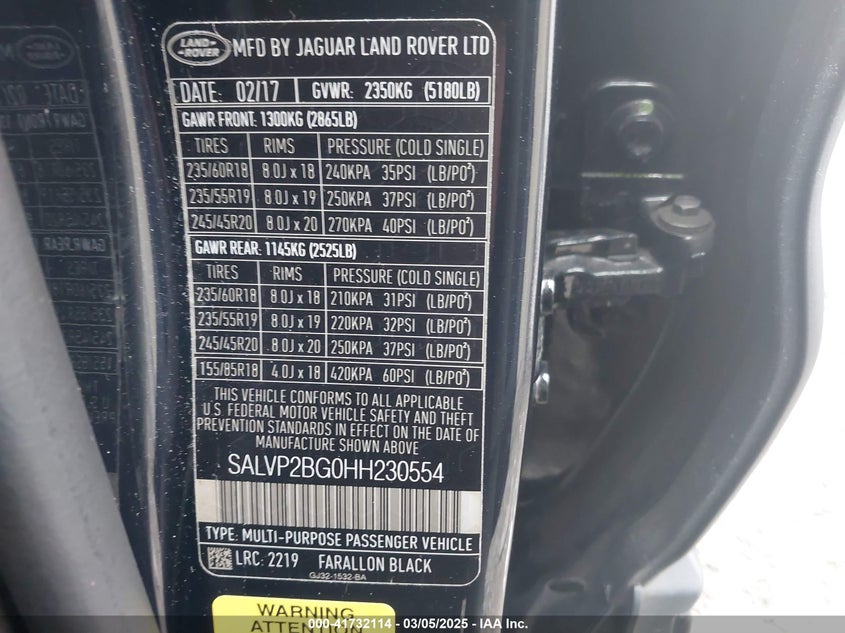 LAND ROVER
MFD BY JAGUAR LAND ROVER LTD
DATE: 02/17 GVWR: 2350KG (5180LB)
GAWR FRONT: 1300KG (2865LB)
TIRES RIMS PRESSURE (COLD SINGLE)
235/60R18 8.0J x 18 240KPA 35PSI (LB/PO²)
235/55R19 8.0J x 19 250KPA 37PSI (LB/PO²)
245/45R20 8.0J x 20 270KPA 40PSI (LB/PO²)
GAWR REAR: 1145KG (2525LB)
TIRES RIMS PRESSURE (COLD SINGLE)
235/60R18 8.0J x 18 210KPA 31PSI (LB/PO²)
235/55R19 8.0J x 19 220KPA 32PSI (LB/PO²)
245/45R20 8.0J x 20 250KPA 37PSI (LB/PO²)
155/85R18 4.0J x 18 420KPA 60PSI (LB/PO²)
THIS VEHICLE CONFORMS TO ALL APPLICABLE
U.S. FEDERAL MOTOR VEHICLE SAFETY AND THEFT
PREVENTION STANDARDS IN EFFECT ON THE DATE
OF MANUFACTURE SHOWN ABOVE
SALVP2BG0HH230554
TYPE: MULTI-PURPOSE PASSENGER VEHICLE
LRC: 2219 FARALLON BLACK
GJ32-1532-BA
WARNING
ATTENTION
000-41732114 - 03/05/2025 - IAA Inc.